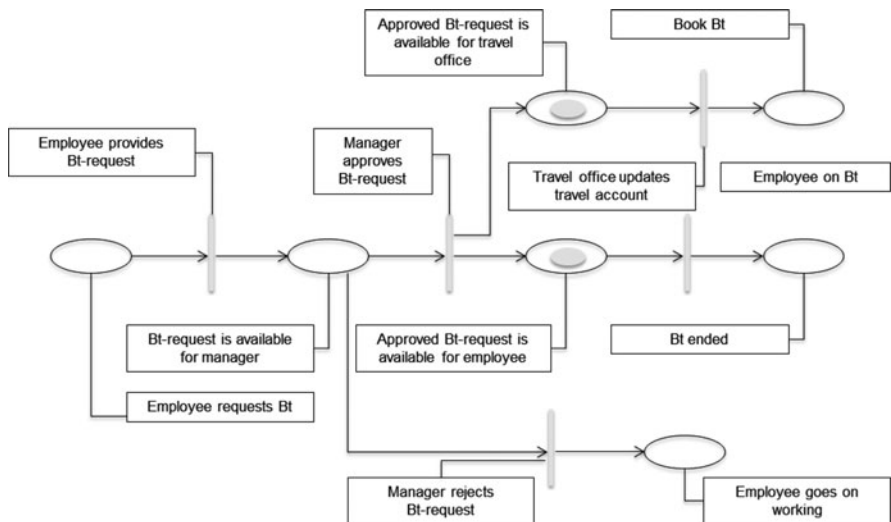 Approved Bt-request is
available for travel
office
Book Bt
Employee provides
Bt-request
Manager
approves
Bt-request
Travel office updates
travel account
Employee on Bt
Bt-request is available
for manager
Approved Bt-request is
available for employee
Bt ended
Employee requests Bt
Manager rejects
Bt-request
Employee goes on
working